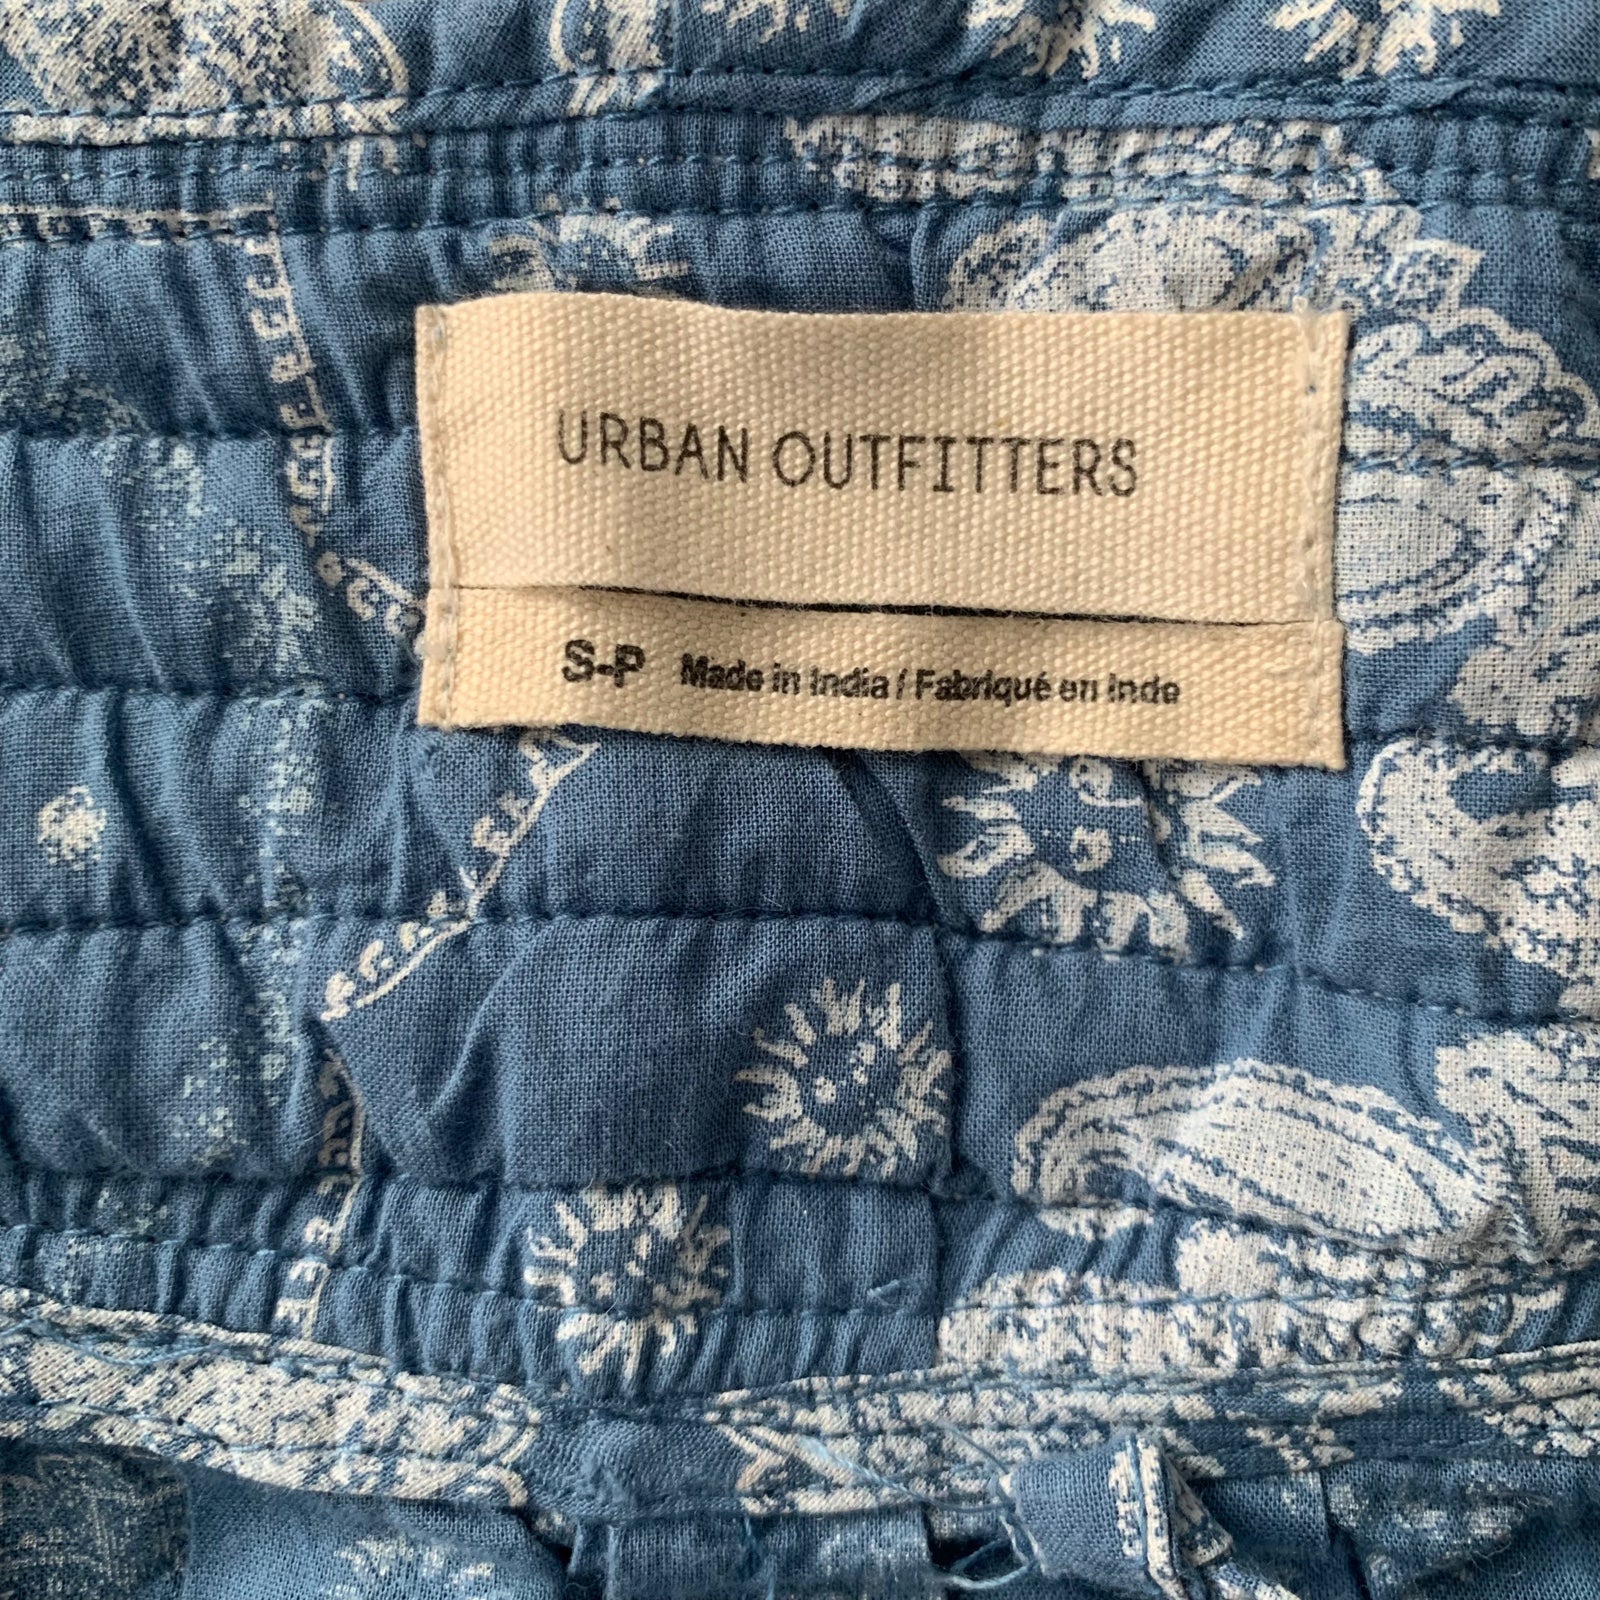 URBAN OUTFITTERS
S-P Made in India / Fabriqué en Inde